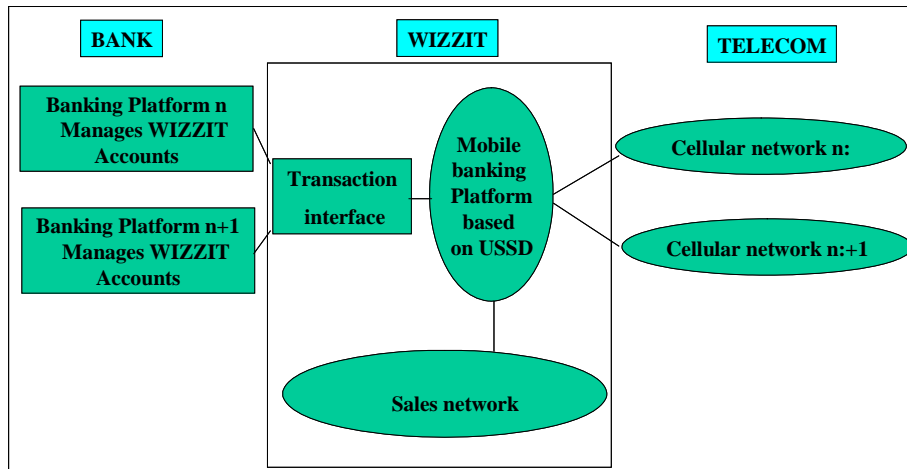 BANK
WIZZIT
TELECOM
Banking Platform n
Manages WIZZIT
Accounts
Banking Platform n+1
Manages WIZZIT
Accounts
Transaction
interface
Mobile
banking
Platform
based
on USSD
Cellular network n:
Cellular network n:+1
Sales network